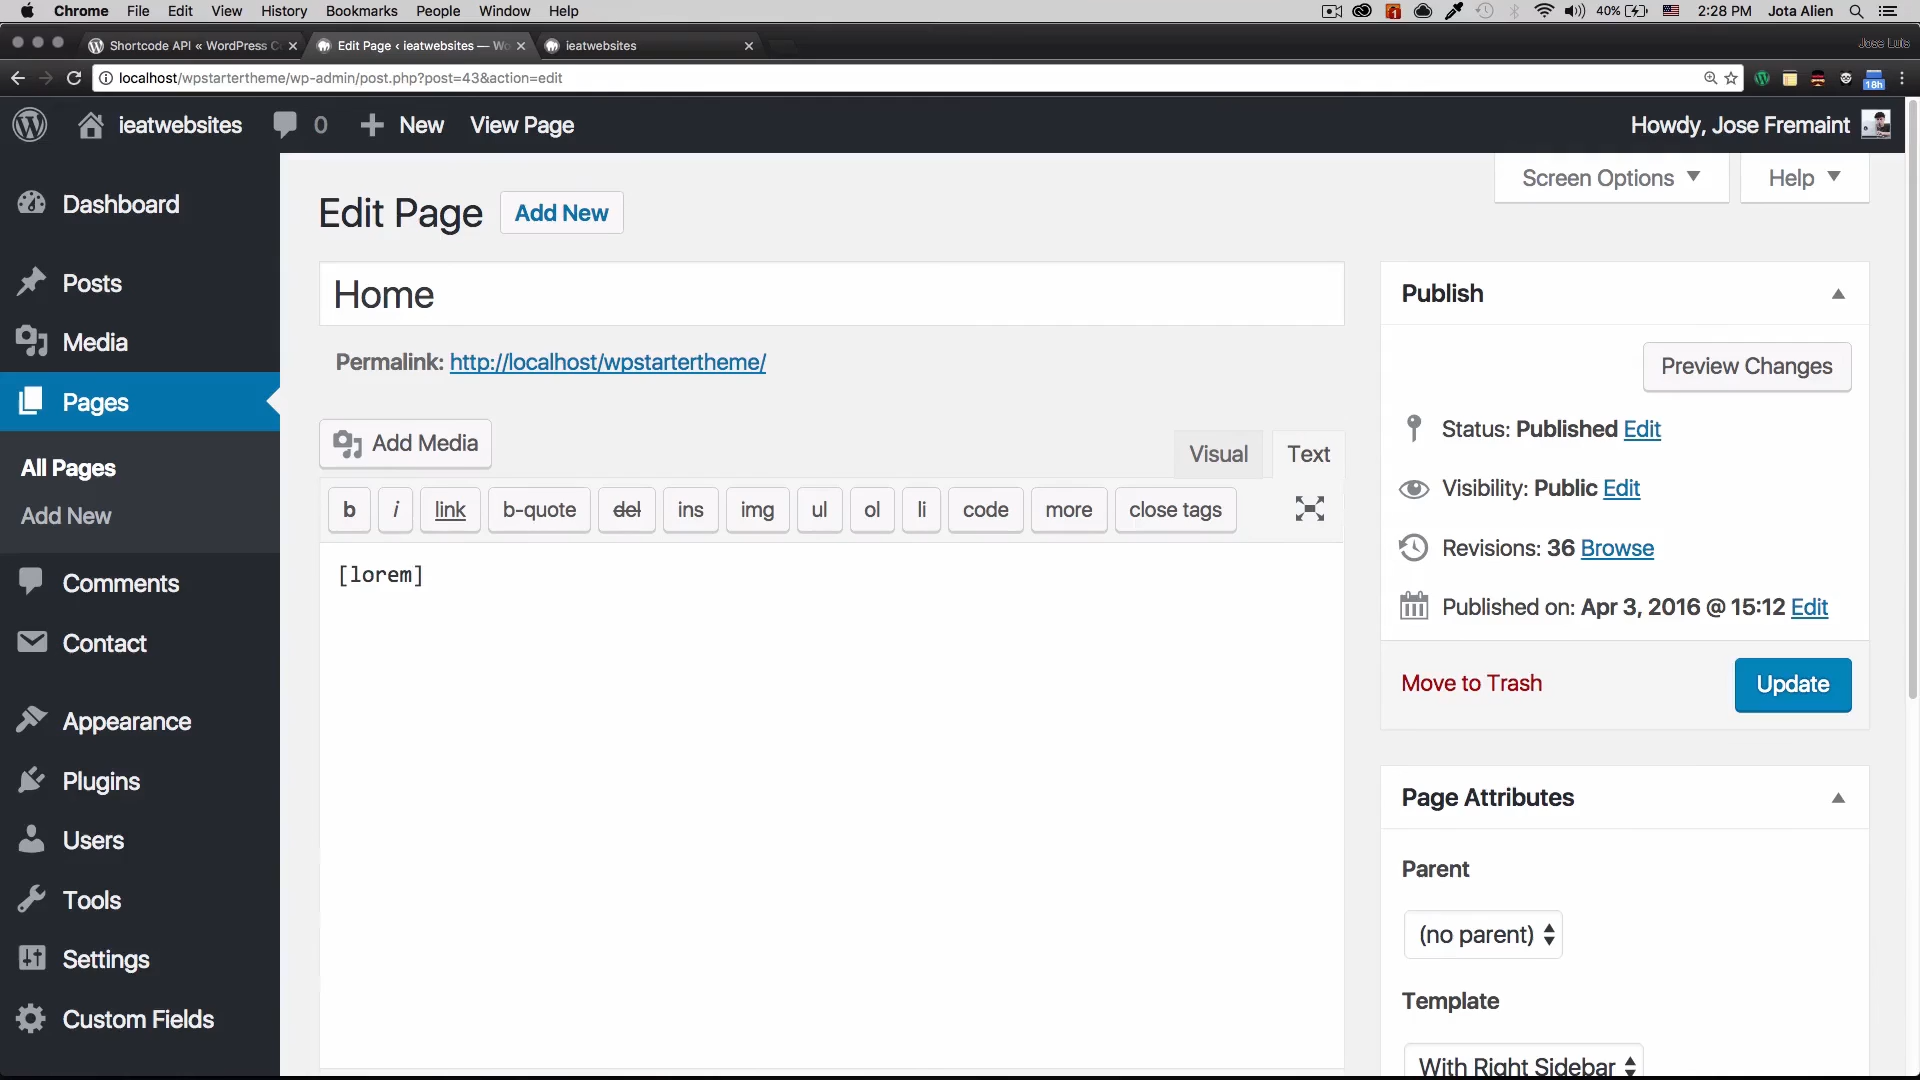 Chrome File Edit View History Bookmarks People Window Help 1 40% 2:28 PM Jota Alien
Shortcode API « WordPress C Edit Page ‹ ieatwebsites — Wo ieatwebsites Jose Luis
localhost/wpstartertheme/wp-admin/post.php?post=43&action=edit 18h
ieatwebsites 0 New View Page Howdy, Jose Fremaint
Screen Options Help
Dashboard
Posts
Media
Pages
All Pages
Add New
Comments
Contact
Appearance
Plugins
Users
Tools
Settings
Custom Fields
Edit Page Add New
Home
Permalink: http://localhost/wpstartertheme/
Add Media Visual Text
b i link b-quote del ins img ul ol li code more close tags
[lorem]
Publish
Preview Changes
Status: Published Edit
Visibility: Public Edit
Revisions: 36 Browse
Published on: Apr 3, 2016 @ 15:12 Edit
Move to Trash Update
Page Attributes
Parent
(no parent)
Template
With Right Sidebar